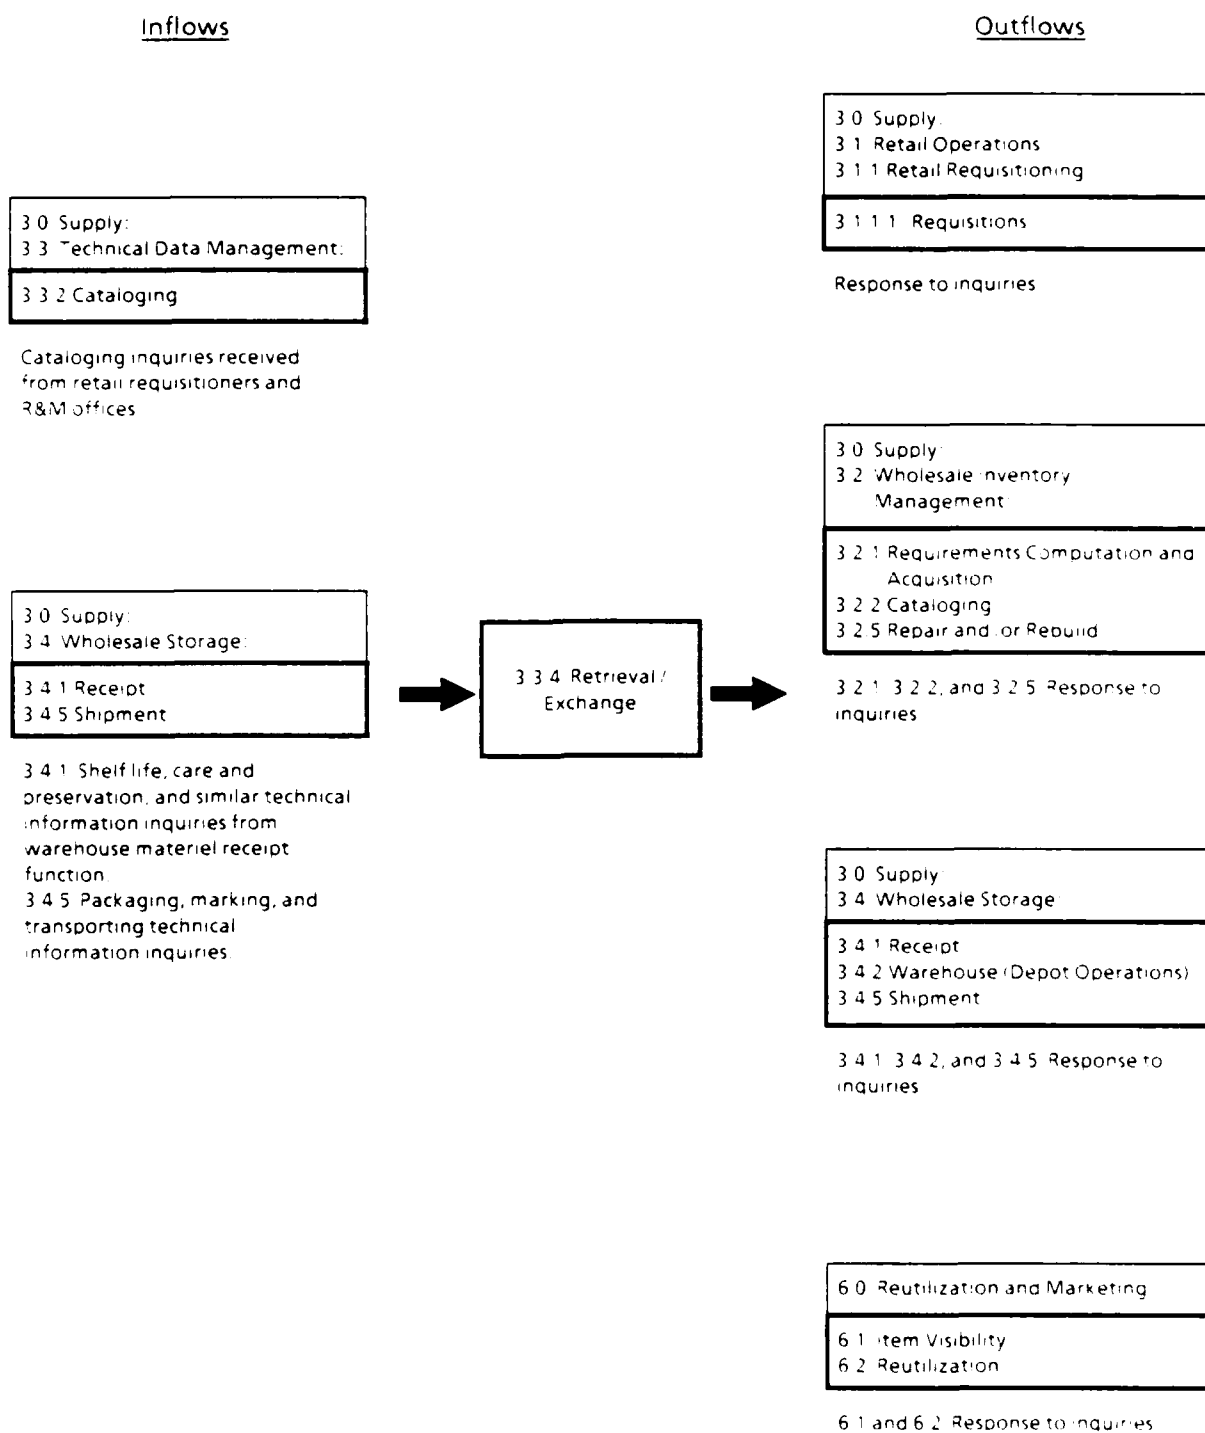 Inflows
Outflows
3 0 Supply:
3 1 Retail Operations
3 1 1 Retail Requisitioning
3 1 1 1 Requisitions
Response to inquiries
3 0 Supply:
3 3 Technical Data Management:
3 3 2 Cataloging
Cataloging inquiries received
from retail requisitioners and
R&M offices
3 0 Supply:
3 2 Wholesale Inventory
Management:
3 2 1 Requirements Computation and
Acquisition
3 2 2 Cataloging
3 2.5 Repair and/or Rebuild
3 2 1 3 2 2, and 3 2 5 Response to
inquiries
3 0 Supply:
3 4 Wholesale Storage:
3 4 1 Receipt
3 4 5 Shipment
3 4 1 Shelf life, care and
preservation, and similar technical
information inquiries from
warehouse materiel receipt
function.
3 4 5 Packaging, marking, and
transporting technical
information inquiries.
3 3 4 Retrieval /
Exchange
3 0 Supply
3 4 Wholesale Storage:
3 4 1 Receipt
3 4 2 Warehouse (Depot Operations)
3 4 5 Shipment
3 4 1 3 4 2, and 3 4 5 Response to
inquiries
6 0 Reutilization and Marketing
6 1 Item Visibility
6 2 Reutilization
6 1 and 6 2 Response to inquiries